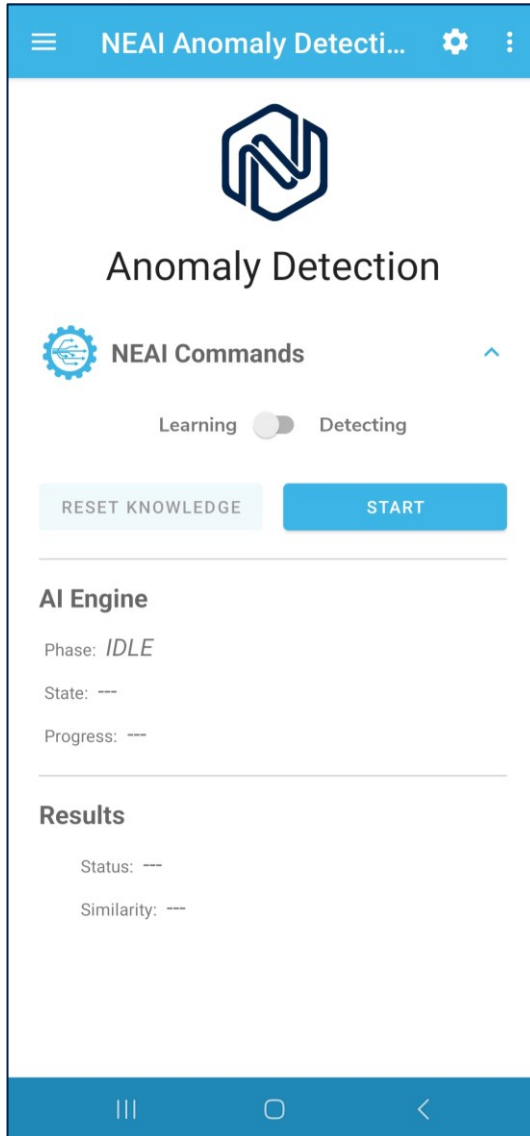 NEAI Anomaly Detecti...
Anomaly Detection
NEAI Commands
Learning Detecting
RESET KNOWLEDGE START
AI Engine
Phase: IDLE
State: ---
Progress: ---
Results
Status: ---
Similarity: ---